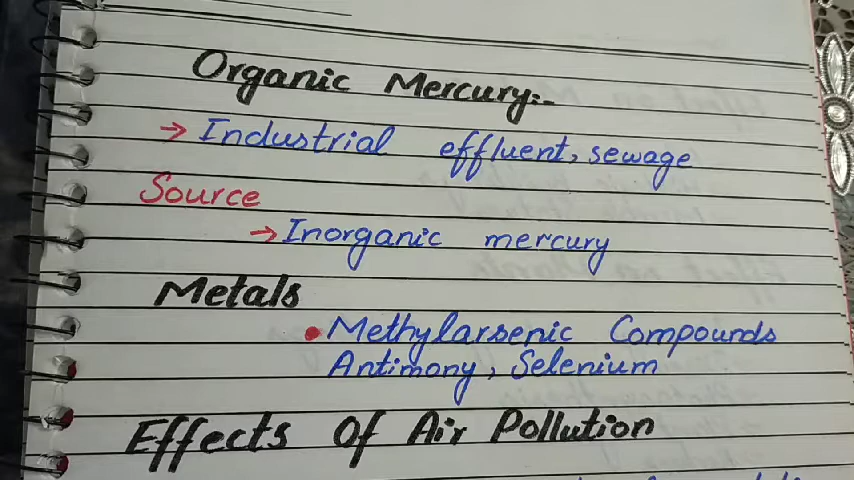 Organic Mercury:-
→ Industrial effluent, sewage
Source
→ Inorganic mercury
Metals
• Methylarsenic Compounds
Antimony, Selenium
Effects Of Air Pollution